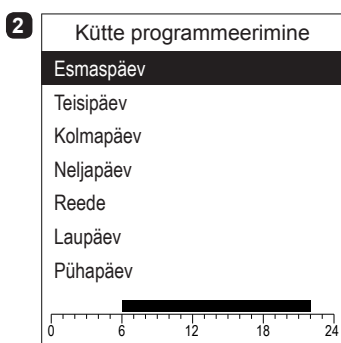 2
Kütte programmeerimine
Esmaspäev
Teisipäev
Kolmapäev
Neljapäev
Reede
Laupäev
Pühapäev
0 6 12 18 24